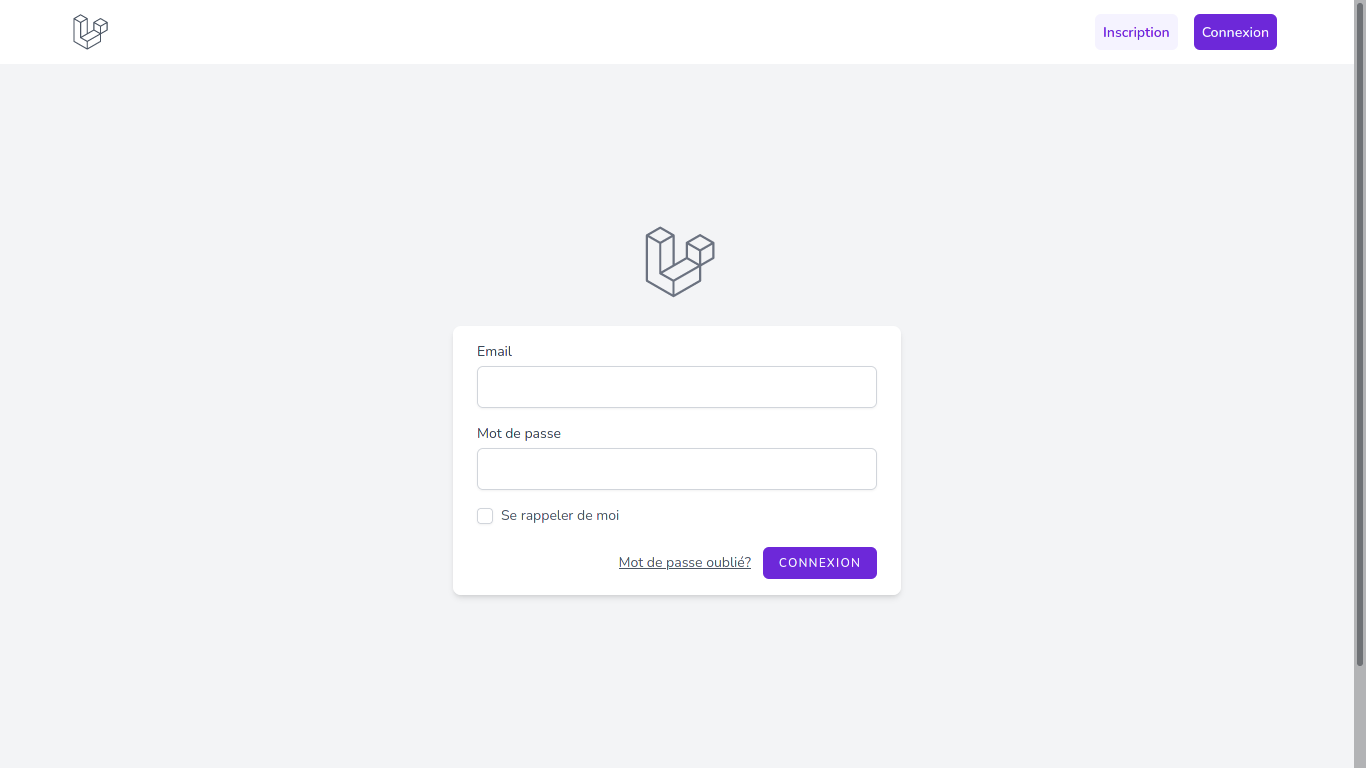 Inscription
Connexion
Email
Mot de passe
Se rappeler de moi
Mot de passe oublié?
CONNEXION